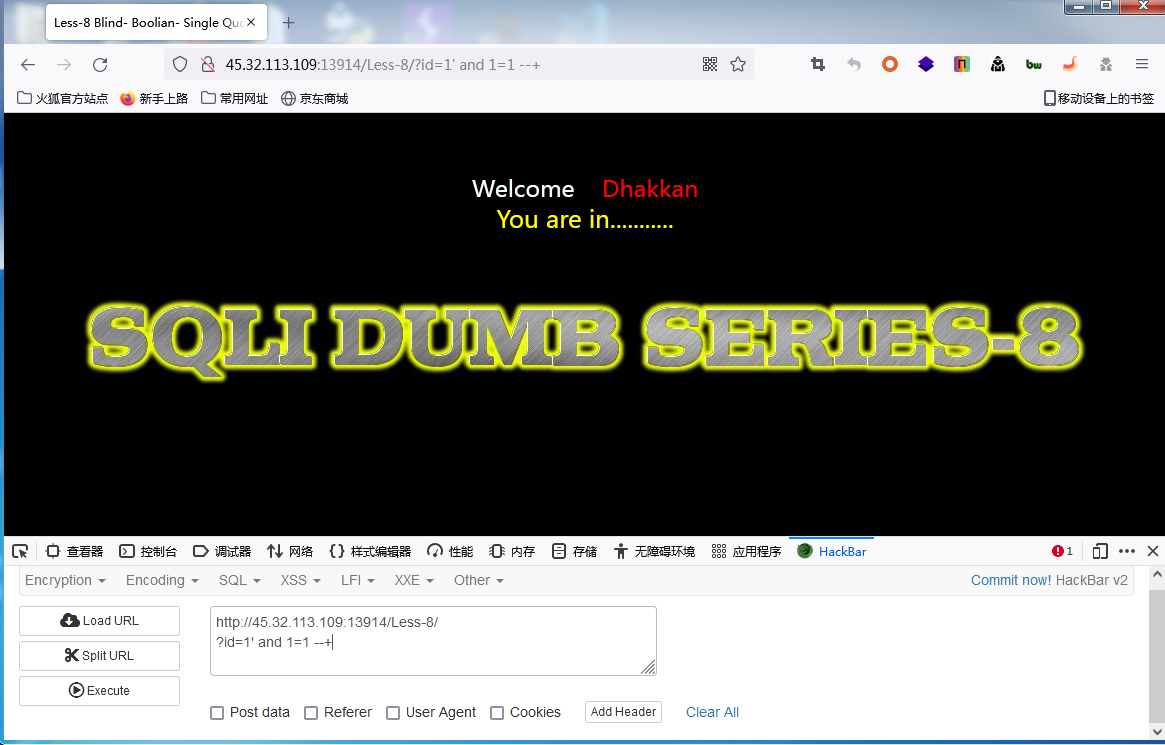 Less-8 Blind- Boolian- Single Quo
45.32.113.109:13914/Less-8/?id=1' and 1=1 --+
火狐官方站点 新手上路 常用网址 京东商城 移动设备上的书签
Welcome Dhakkan
You are in...........
SQLI DUMB SERIES-8
查看器 控制台 调试器 网络 样式编辑器 性能 内存 存储 无障碍环境 应用程序 HackBar 1
Encryption Encoding SQL XSS LFI XXE Other Commit now! HackBar v2
Load URL
Split URL
Execute
http://45.32.113.109:13914/Less-8/
?id=1' and 1=1 --+
Post data Referer User Agent Cookies Add Header Clear All